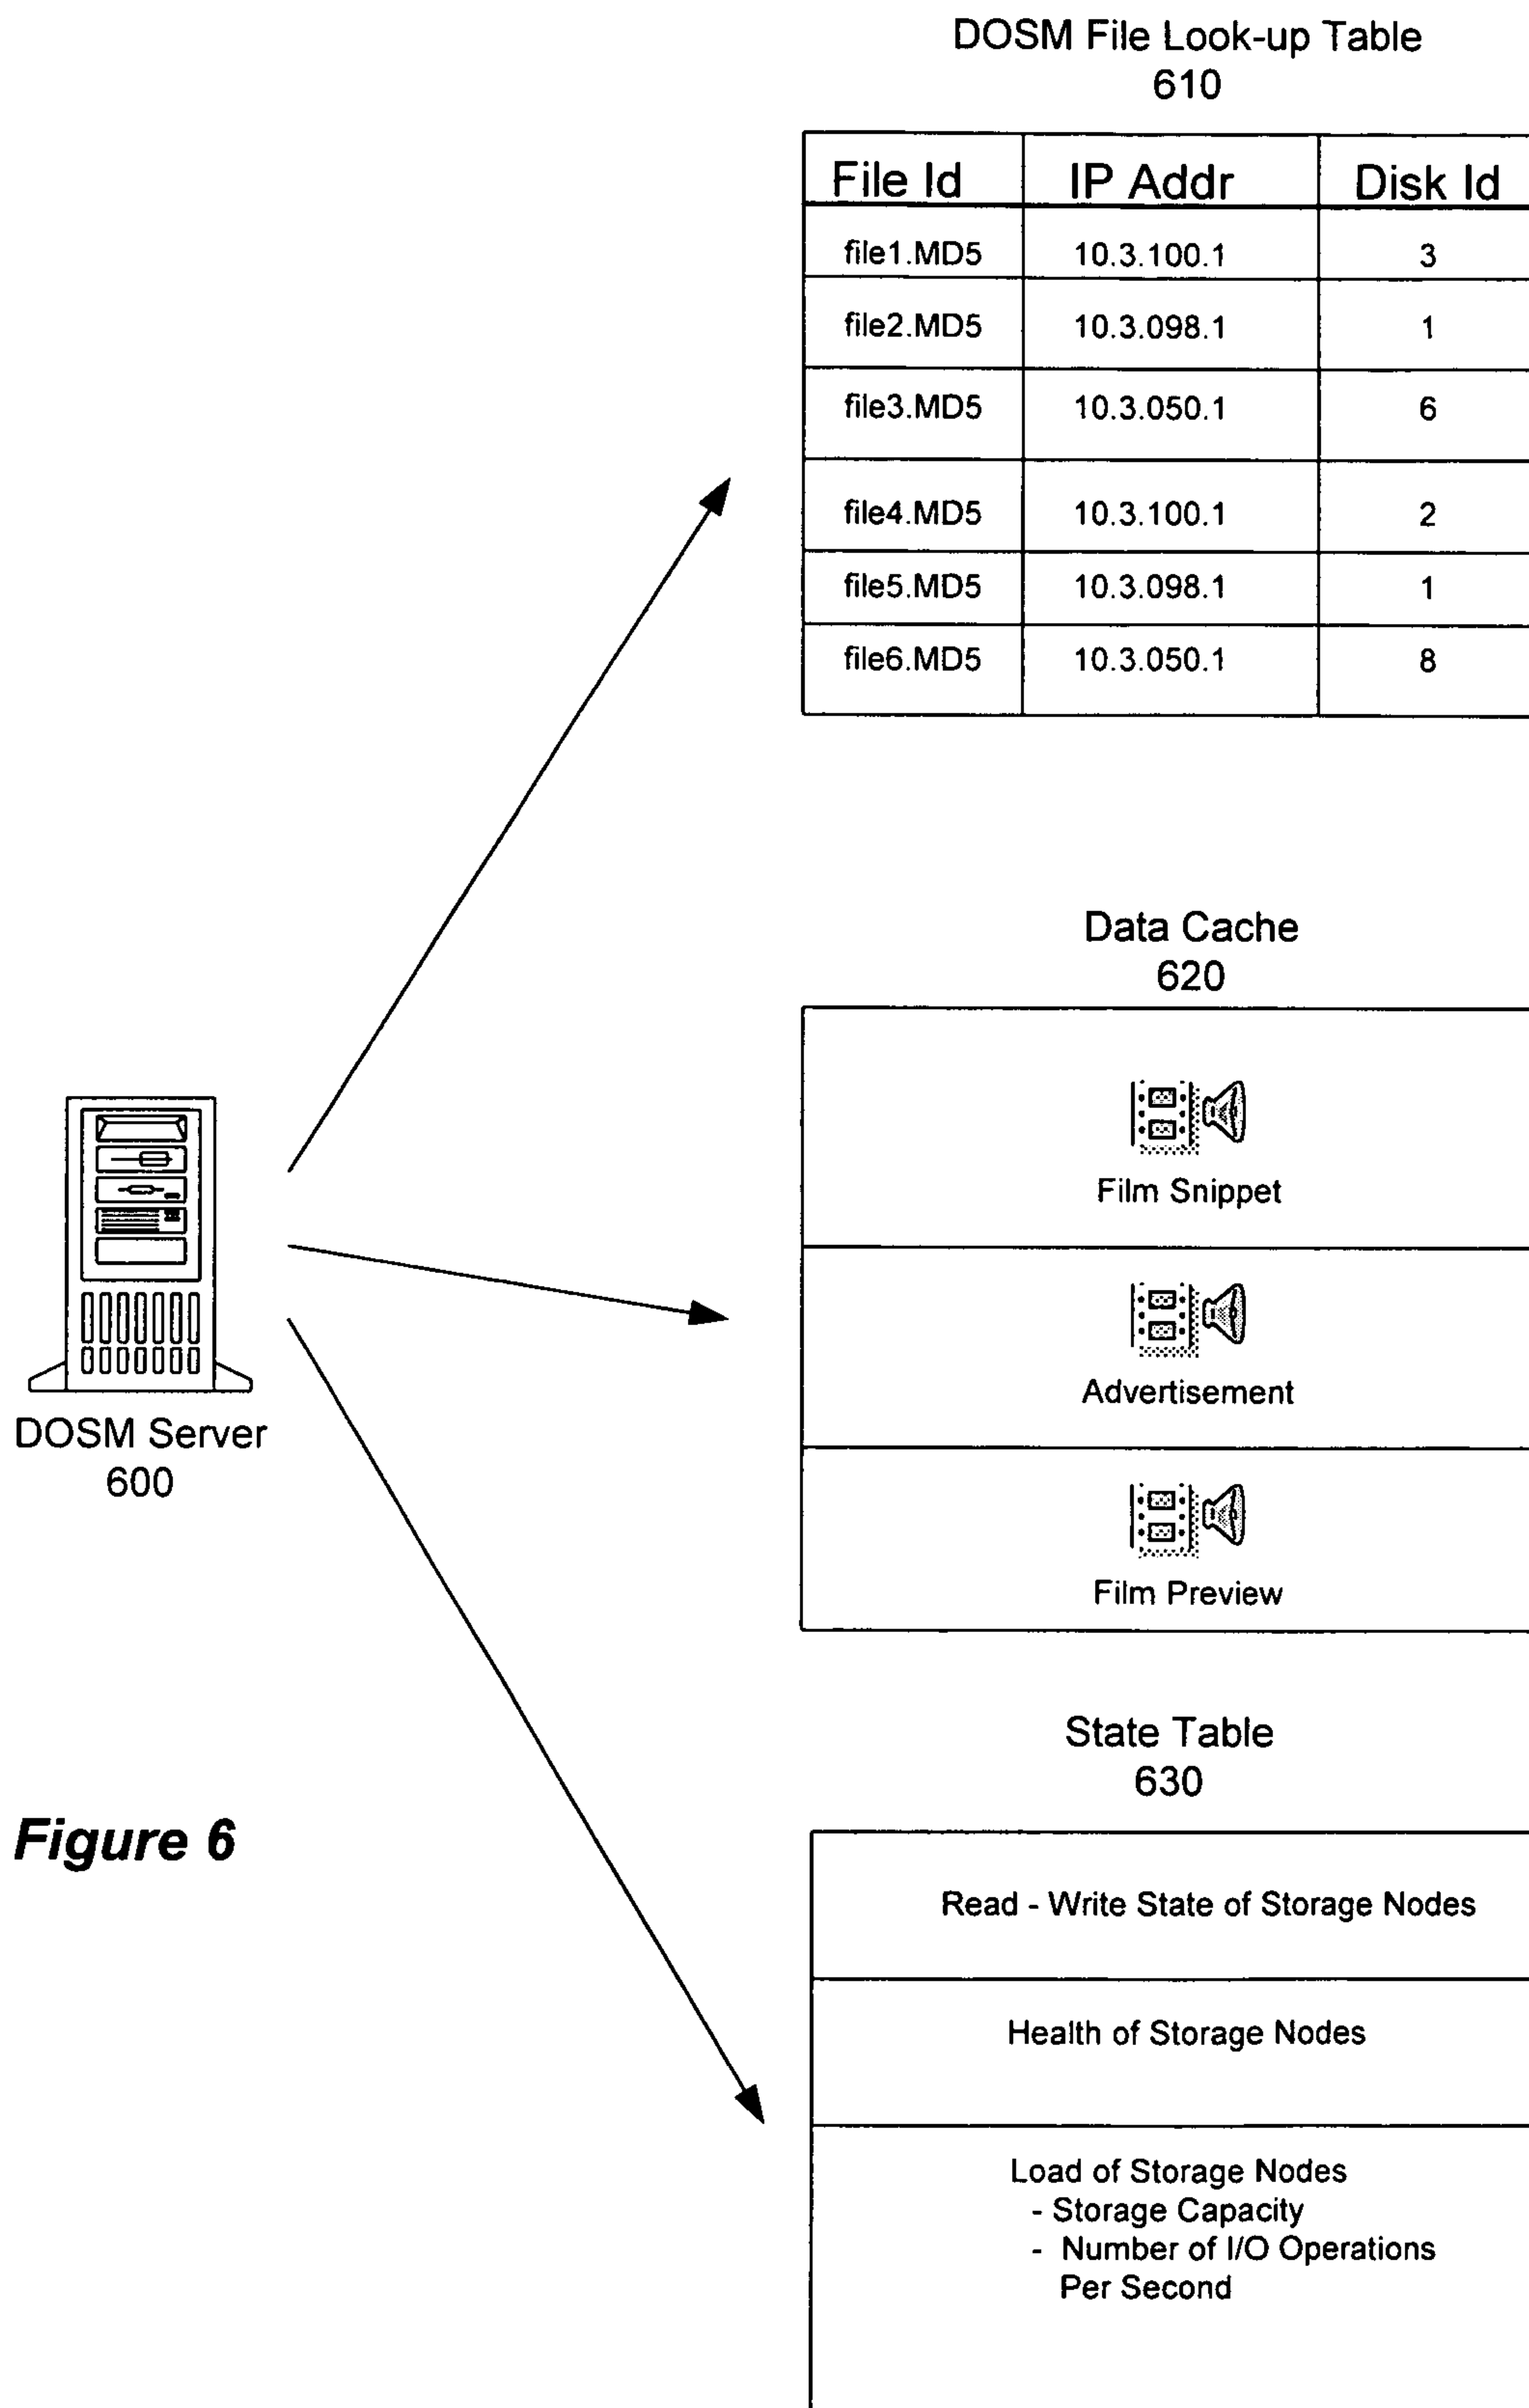 DOSM File Look-up Table
610
File Id IP Addr Disk Id
file1.MD5 10.3.100.1 3
file2.MD5 10.3.098.1 1
file3.MD5 10.3.050.1 6
file4.MD5 10.3.100.1 2
file5.MD5 10.3.098.1 1
file6.MD5 10.3.050.1 8
Data Cache
620
Film Snippet
Advertisement
Film Preview
DOSM Server
600
State Table
630
Read - Write State of Storage Nodes
Health of Storage Nodes
Load of Storage Nodes
- Storage Capacity
- Number of I/O Operations
Per Second
Figure 6